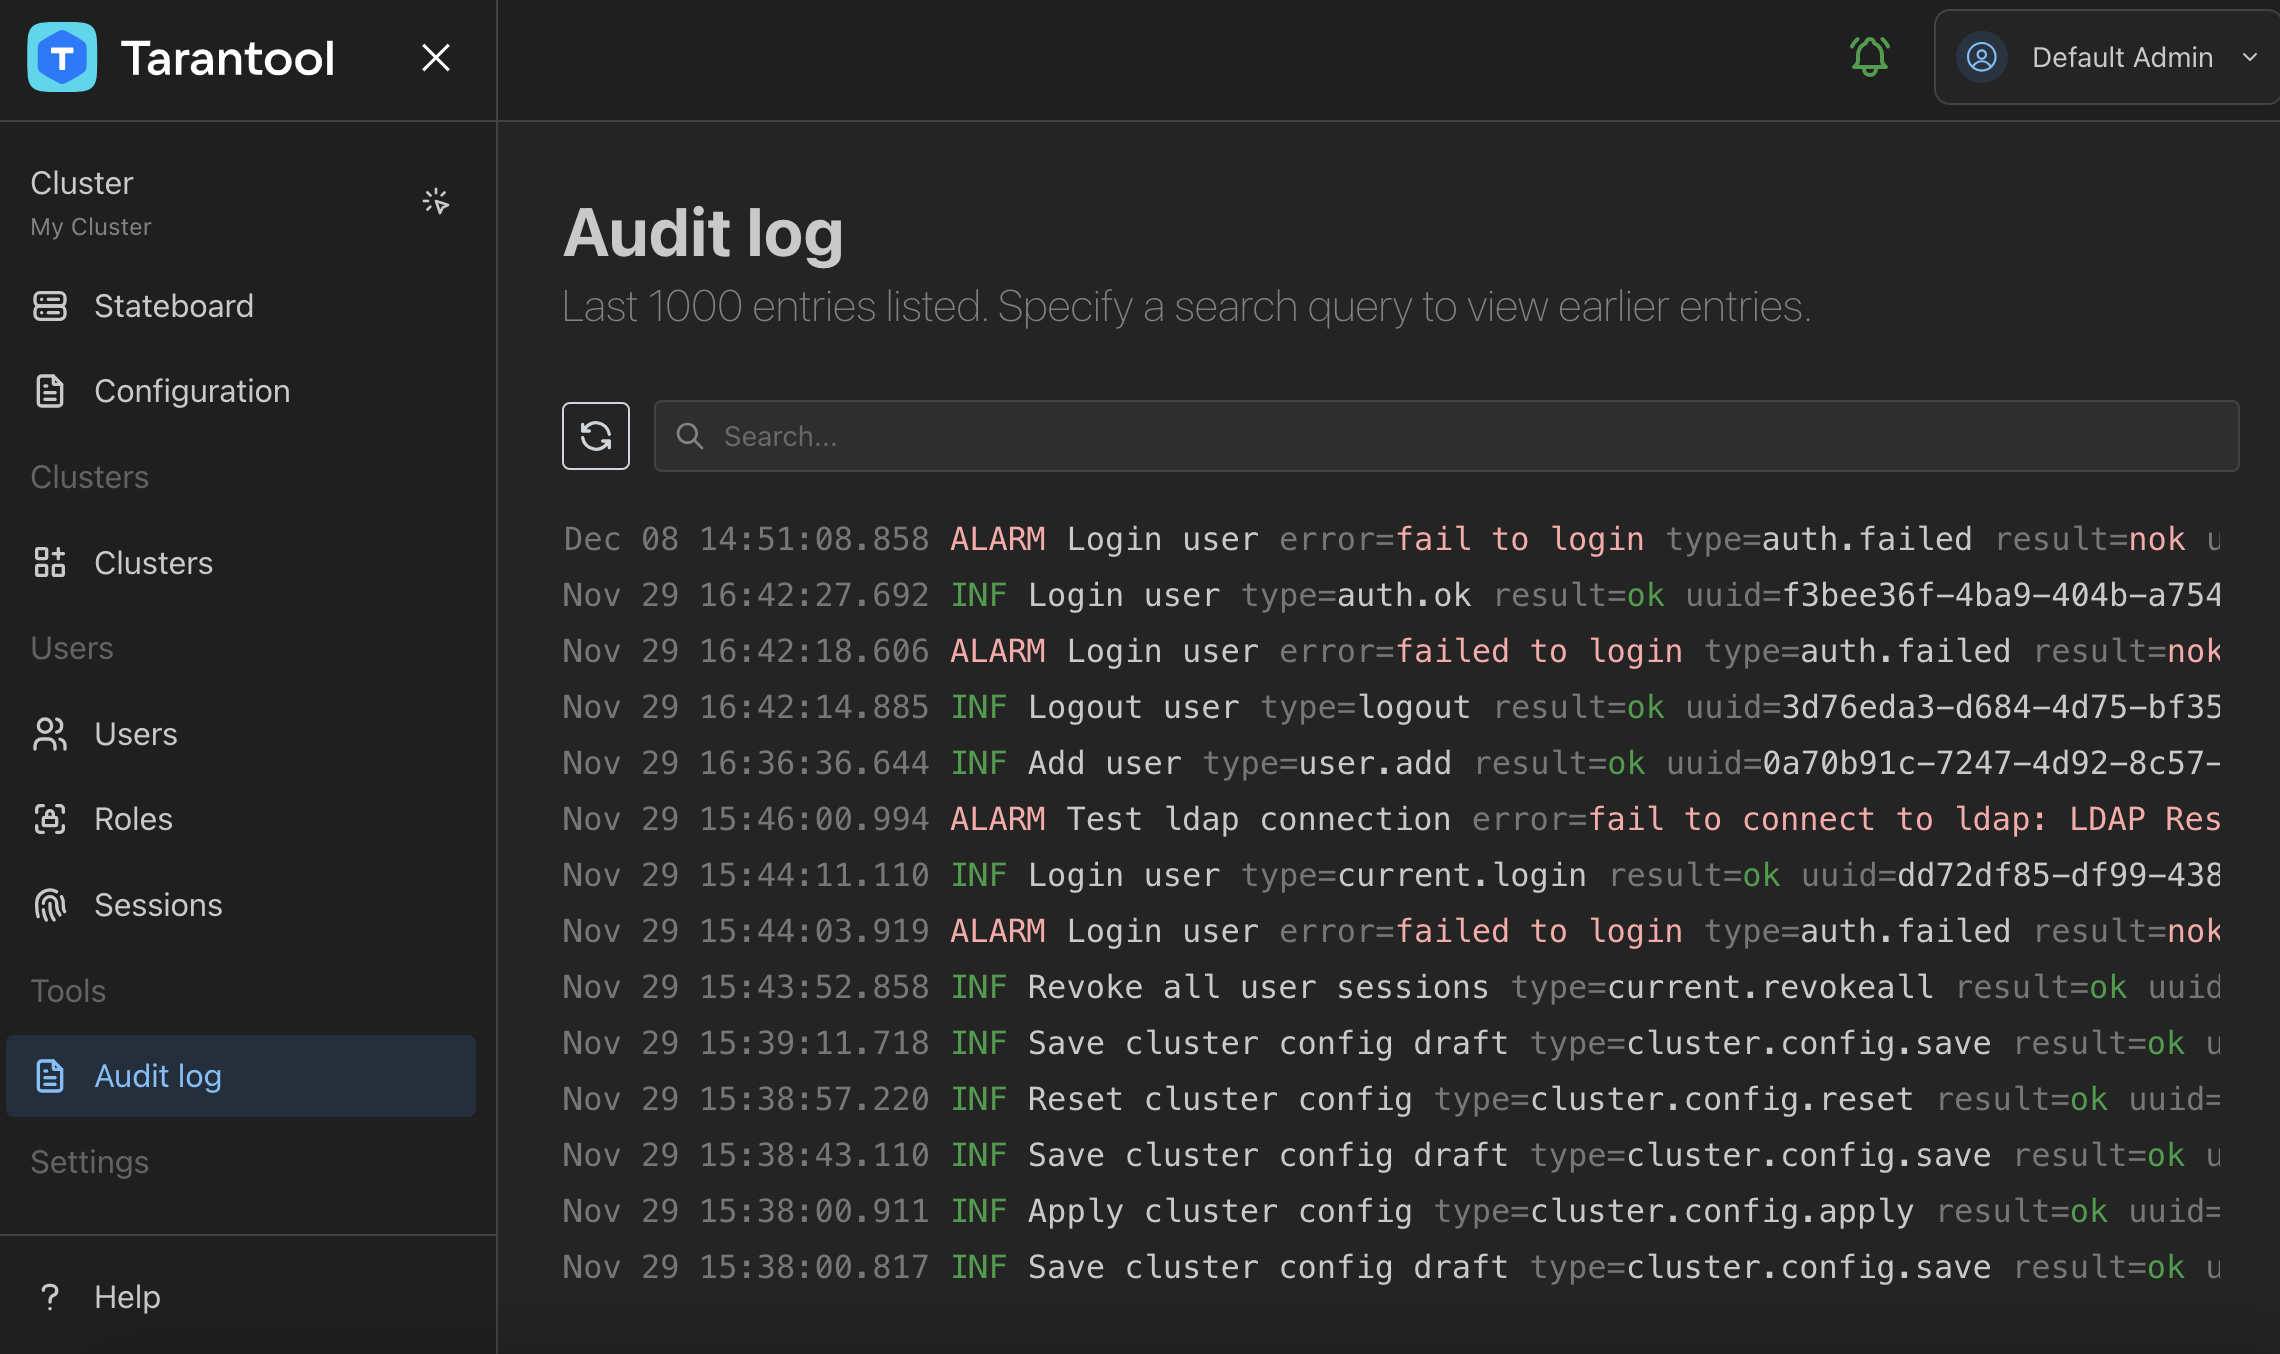 Tarantool
Default Admin
Cluster
My Cluster
Stateboard
Configuration
Clusters
Clusters
Users
Users
Roles
Sessions
Tools
Audit log
Settings
? Help
Audit log
Last 1000 entries listed. Specify a search query to view earlier entries.
Search...
Dec 08 14:51:08.858 ALARM Login user error=fail to login type=auth.failed result=nok u
Nov 29 16:42:27.692 INF Login user type=auth.ok result=ok uuid=f3bee36f-4ba9-404b-a754
Nov 29 16:42:18.606 ALARM Login user error=failed to login type=auth.failed result=nok
Nov 29 16:42:14.885 INF Logout user type=logout result=ok uuid=3d76eda3-d684-4d75-bf35
Nov 29 16:36:36.644 INF Add user type=user.add result=ok uuid=0a70b91c-7247-4d92-8c57-
Nov 29 15:46:00.994 ALARM Test ldap connection error=fail to connect to ldap: LDAP Res
Nov 29 15:44:11.110 INF Login user type=current.login result=ok uuid=dd72df85-df99-438
Nov 29 15:44:03.919 ALARM Login user error=failed to login type=auth.failed result=nok
Nov 29 15:43:52.858 INF Revoke all user sessions type=current.revokeall result=ok uuid
Nov 29 15:39:11.718 INF Save cluster config draft type=cluster.config.save result=ok u
Nov 29 15:38:57.220 INF Reset cluster config type=cluster.config.reset result=ok uuid=
Nov 29 15:38:43.110 INF Save cluster config draft type=cluster.config.save result=ok u
Nov 29 15:38:00.911 INF Apply cluster config type=cluster.config.apply result=ok uuid=
Nov 29 15:38:00.817 INF Save cluster config draft type=cluster.config.save result=ok u